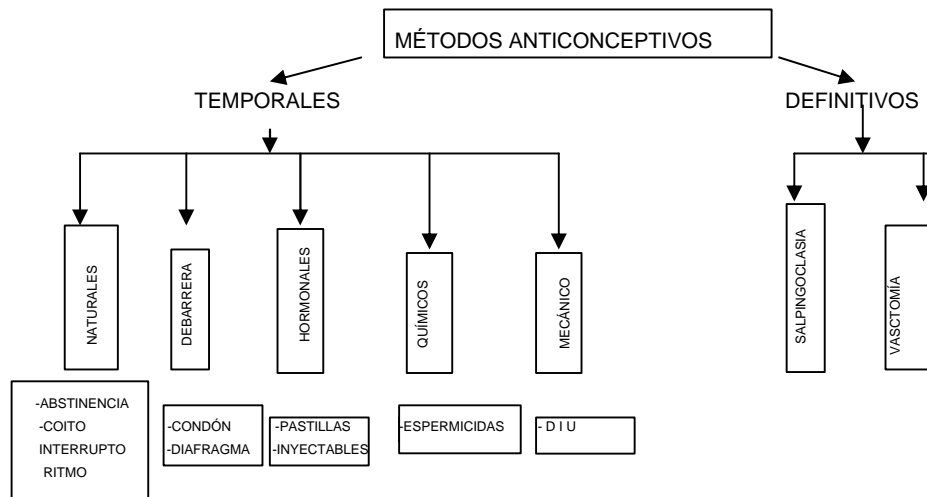 MÉTODOS ANTICONCEPTIVOS
TEMPORALES
DEFINITIVOS
NATURALES
DEBARRERA
HORMONALES
QUÍMICOS
MECÁNICO
SALPINGOCLASIA
VASCTOMÍA
-ABSTINENCIA
-COITO
INTERRUPTO
RITMO
-CONDÓN
-DIAFRAGMA
-PASTILLAS
-INYECTABLES
-ESPERMICIDAS
- D I U